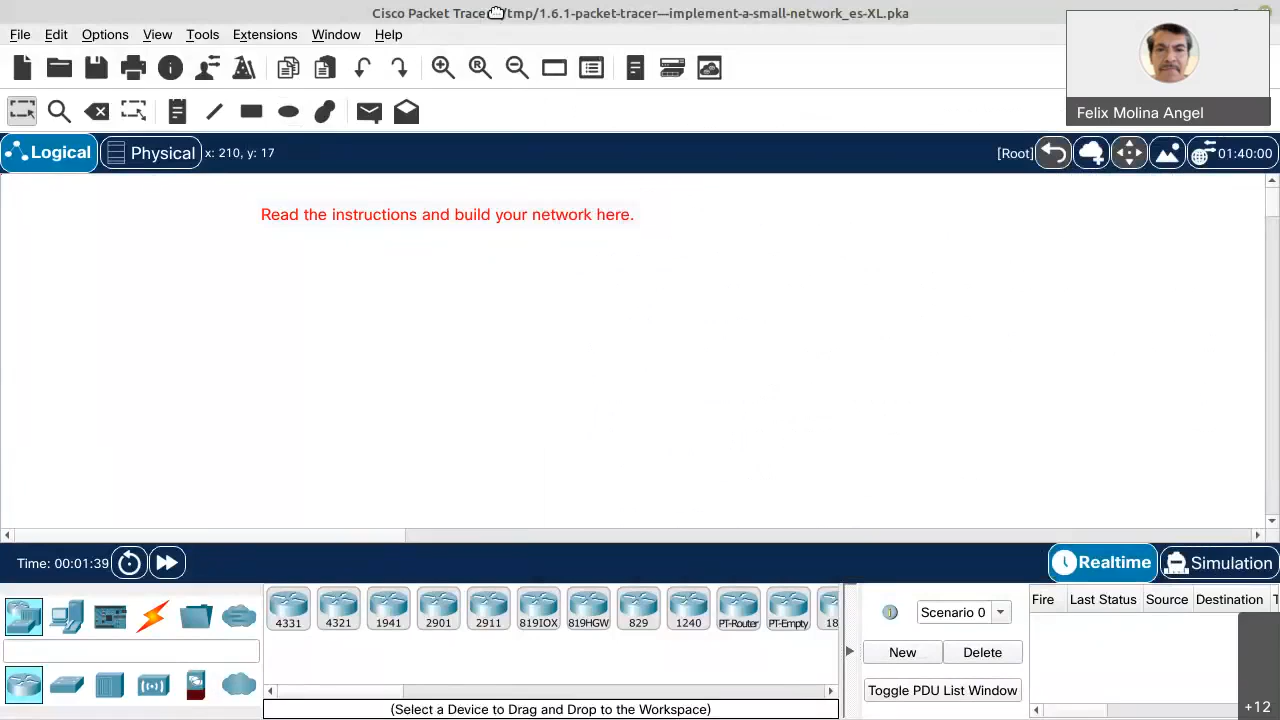 Cisco Packet Tracer - /tmp/1.6.1-packet-tracer---implement-a-small-network_es-XL.pka
File Edit Options View Tools Extensions Window Help
Felix Molina Angel
Logical Physical x: 210, y: 17 [Root] 01:40:00
Read the instructions and build your network here.
Time: 00:01:39 Realtime Simulation
4331 4321 1941 2901 2911 819IOX 819HGW 829 1240 PT-Router PT-Empty 18
Scenario 0
Fire Last Status Source Destination T
New Delete
Toggle PDU List Window
(Select a Device to Drag and Drop to the Workspace)
+12